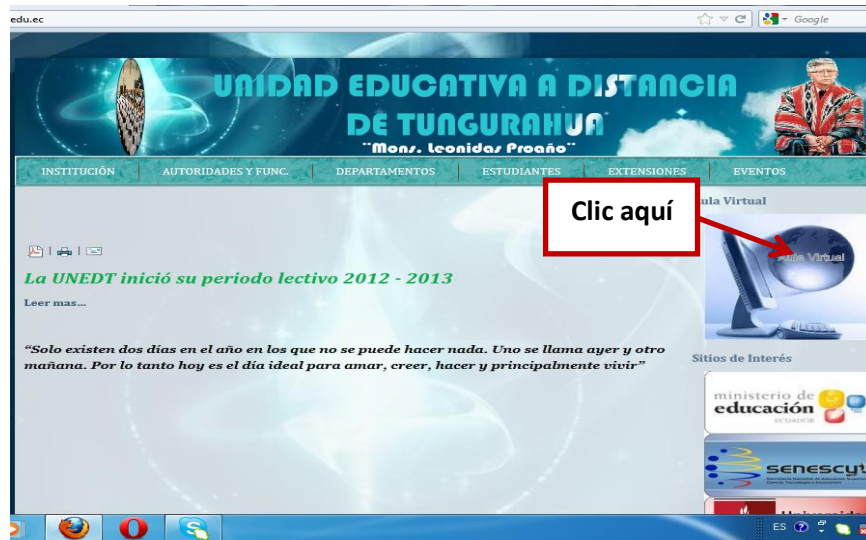 edu.ec
Google
UNIDAD EDUCATIVA A DISTANCIA
DE TUNGURAHUA
"Mons. Leonidas Proaño"
INSTITUCIÓN
AUTORIDADES Y FUNC.
DEPARTAMENTOS
ESTUDIANTES
EXTENSIONES
EVENTOS
Clic aquí
ula Virtual
Aula Virtual
La UNEDT inició su periodo lectivo 2012 - 2013
Leer mas...
“Solo existen dos días en el año en los que no se puede hacer nada. Uno se llama ayer y otro
mañana. Por lo tanto hoy es el día ideal para amar, creer, hacer y principalmente vivir”
Sitios de Interés
ministerio de
educación
ECUADOR
senescyt
ES